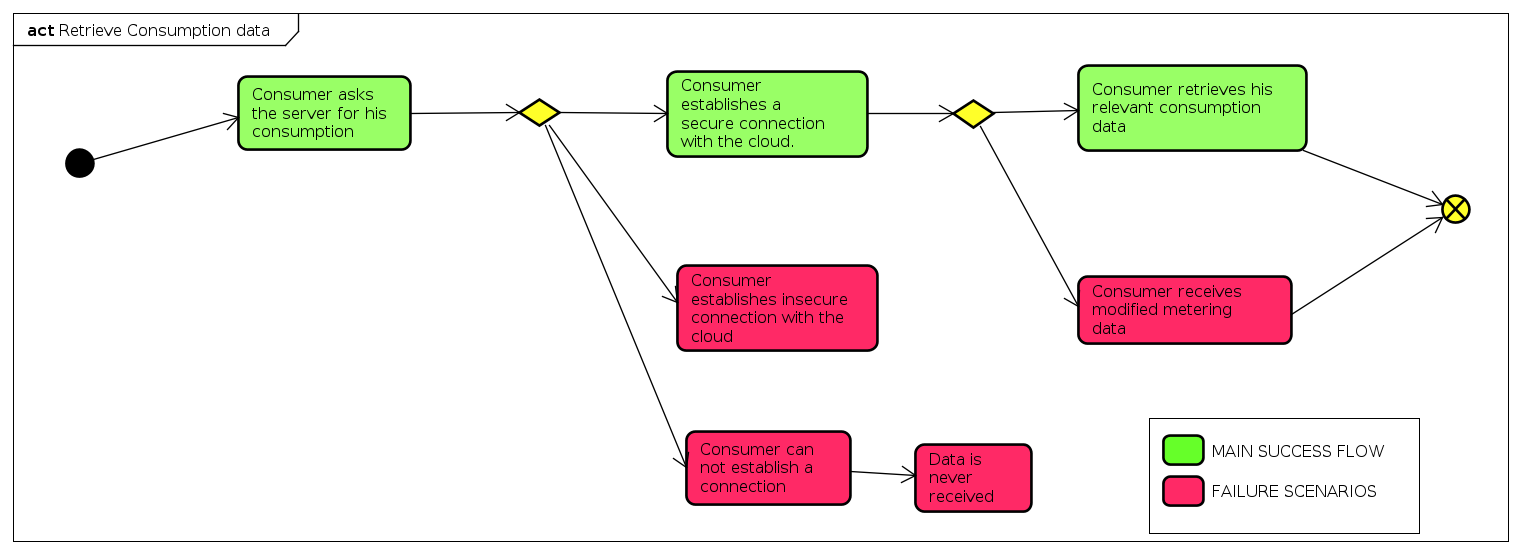 act Retrieve Consumption data
Consumer asks
the server for his
consumption
Consumer
establishes a
secure connection
with the cloud.
Consumer retrieves his
relevant consumption
data
Consumer
establishes insecure
connection with the
cloud
Consumer receives
modified metering
data
Consumer can
not establish a
connection
Data is
never
received
MAIN SUCCESS FLOW
FAILURE SCENARIOS